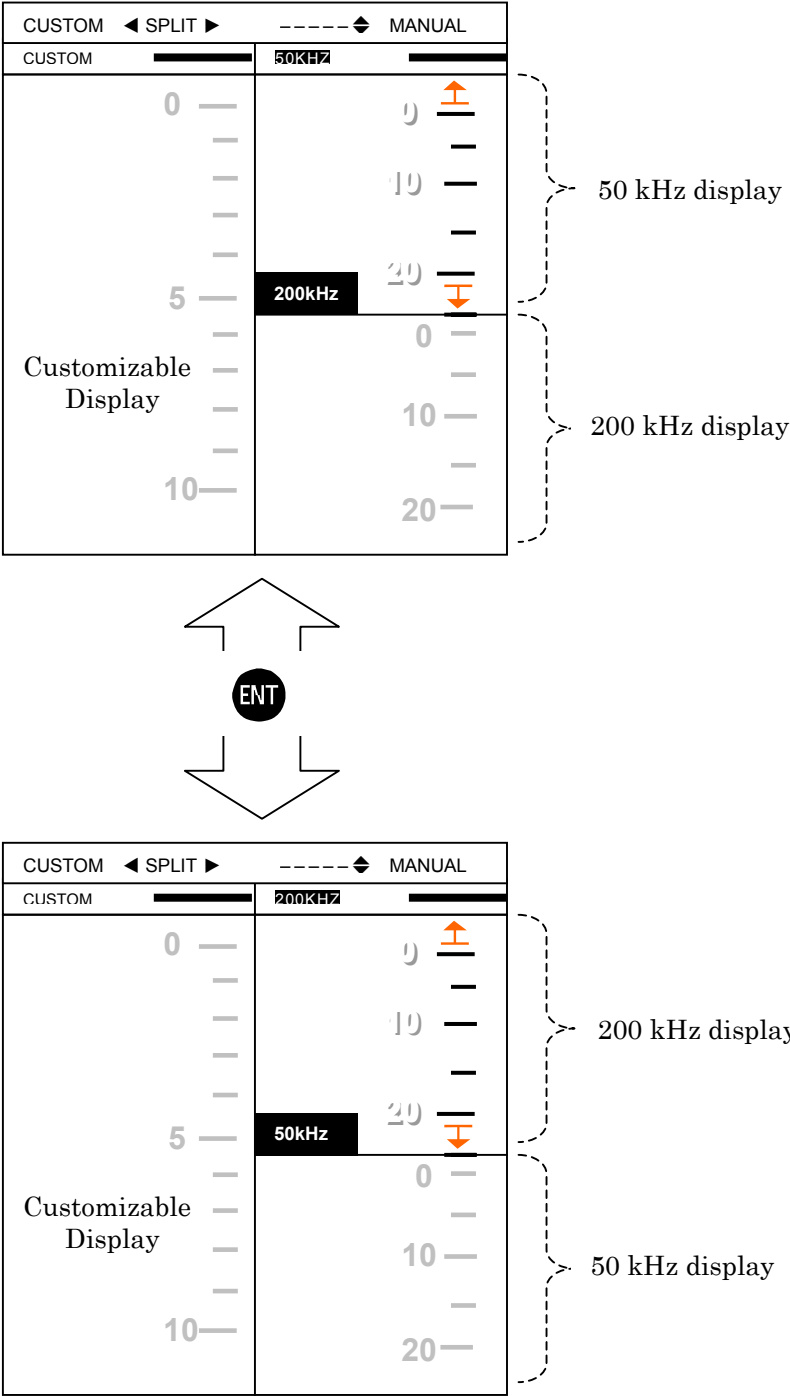 CUSTOM ◀ SPLIT ▶ -----◆ MANUAL
CUSTOM 50KHZ
0 0
10
20
5 200kHz
50 kHz display
Customizable
Display
0
10
10
20
200 kHz display
ENT
CUSTOM ◀ SPLIT ▶ -----◆ MANUAL
CUSTOM 200KHZ
0 0
10
20
5 50kHz
200 kHz display
Customizable
Display
0
10
10
20
50 kHz display